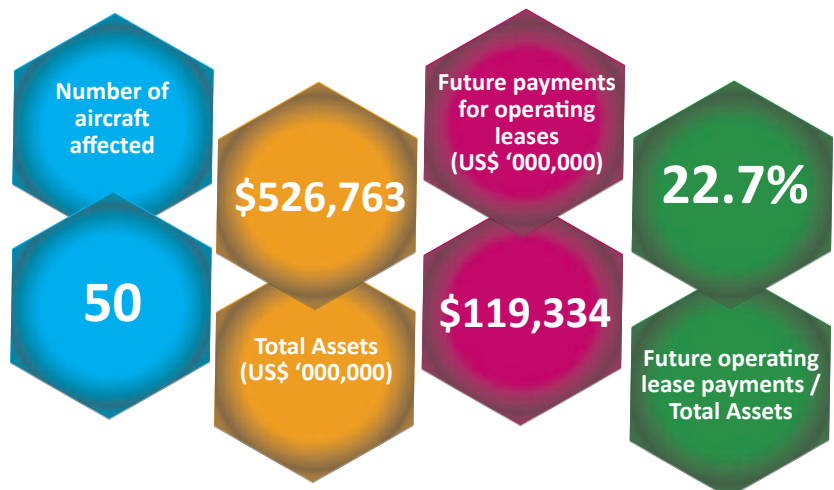 Number of
aircraft
affected
50
$526,763
Total Assets
(US$ ‘000,000)
Future payments
for operating
leases
(US$ ‘000,000)
$119,334
22.7%
Future operating
lease payments /
Total Assets